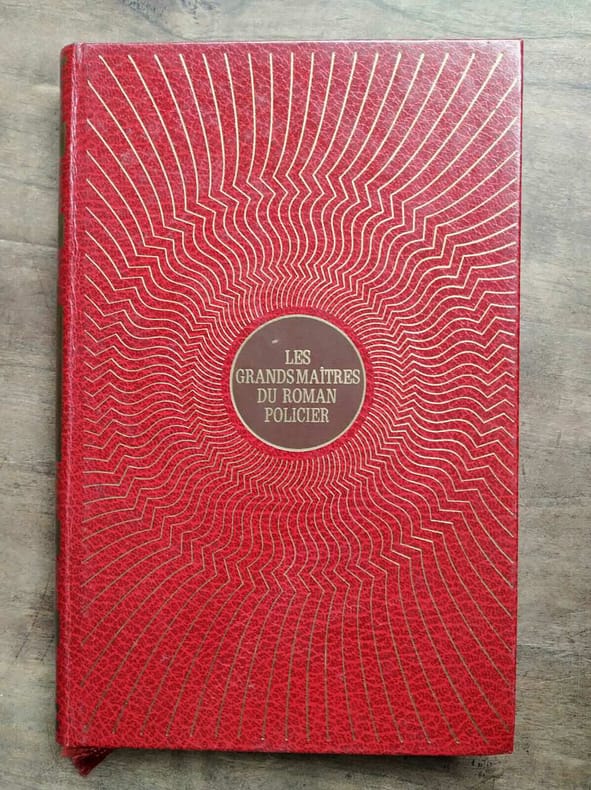 LES
GRANDS MAÎTRES
DU ROMAN
POLICIER